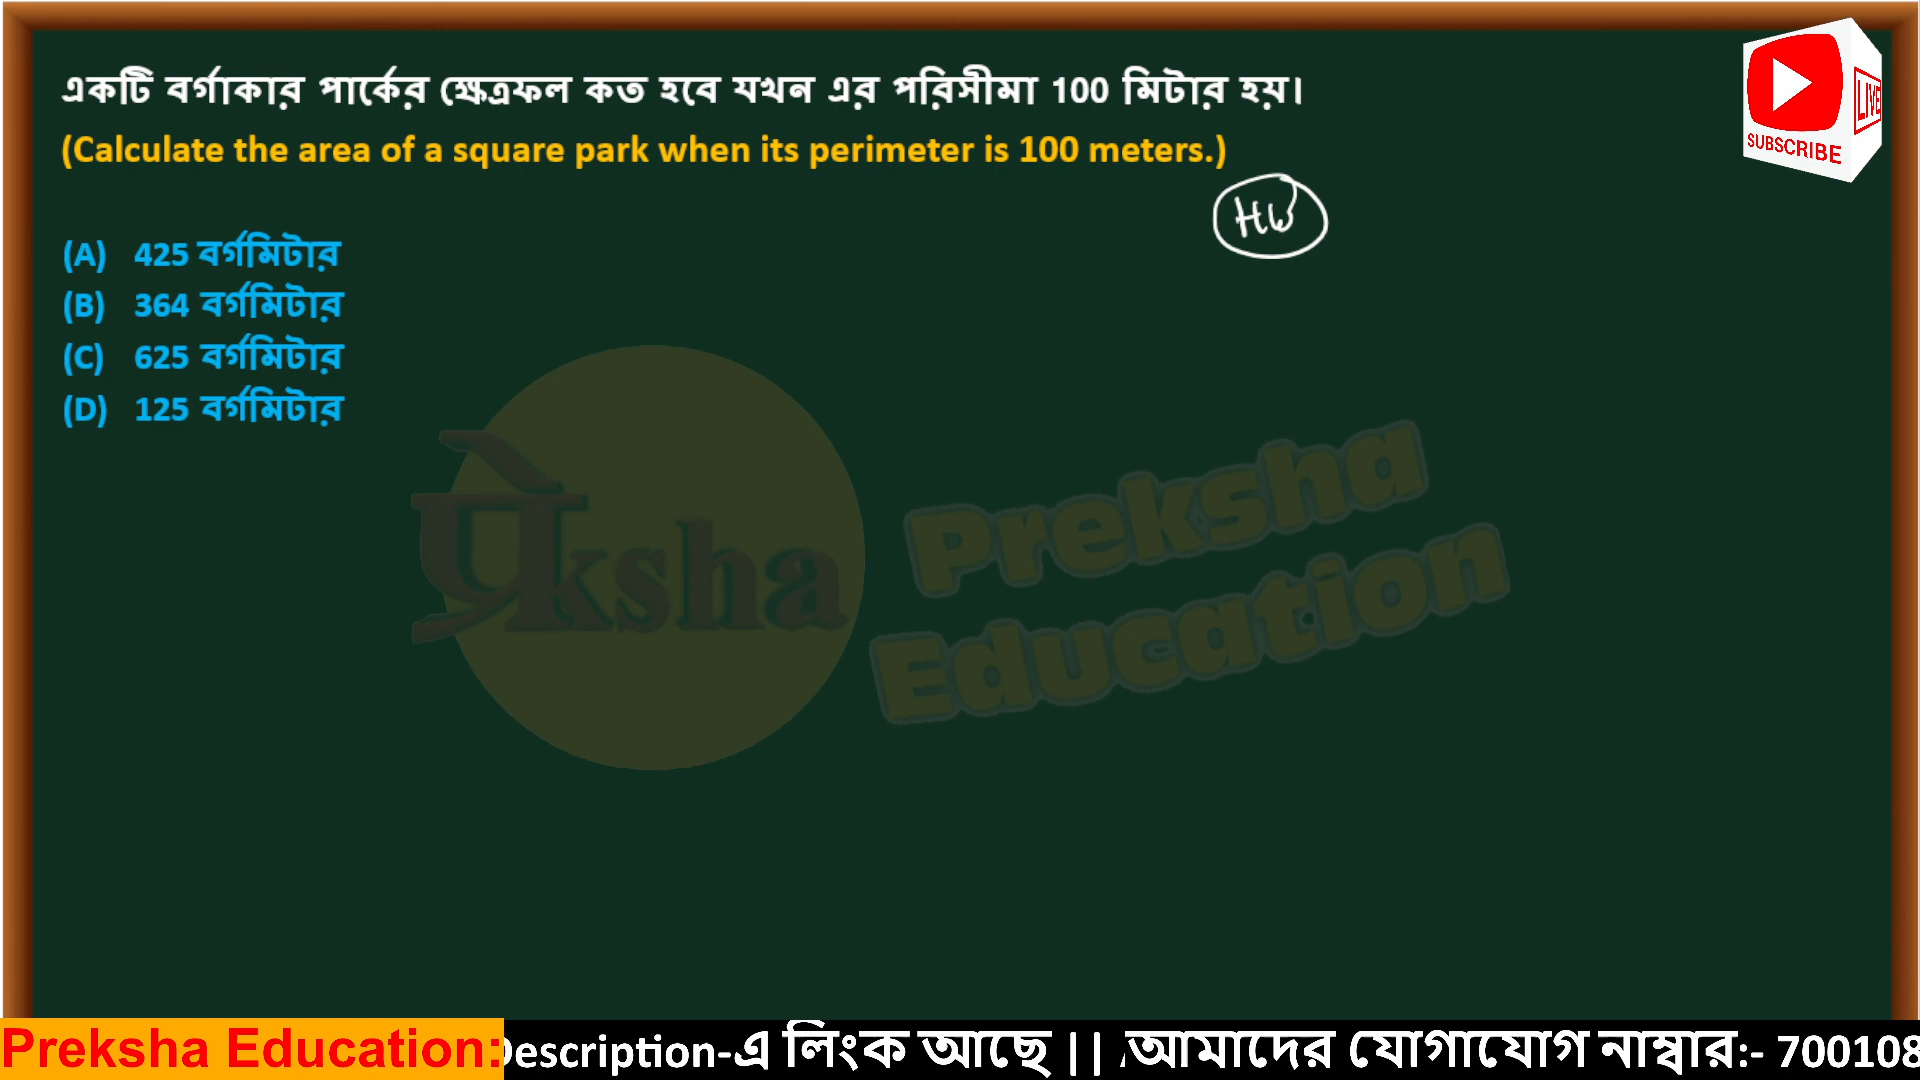 একটি বর্গাকার পার্কের ক্ষেত্রফল কত হবে যখন এর পরিসীমা 100 মিটার হয়।
(Calculate the area of a square park when its perimeter is 100 meters.)
HW
(A) 425 বর্গমিটার
(B) 364 বর্গমিটার
(C) 625 বর্গমিটার
(D) 125 বর্গমিটার
LIVE
SUBSCRIBE
प्रेksha
Preksha
Education
Preksha Education: Description-এ লিংক আছে || আমাদের যোগাযোগ নাম্বার:- 700108